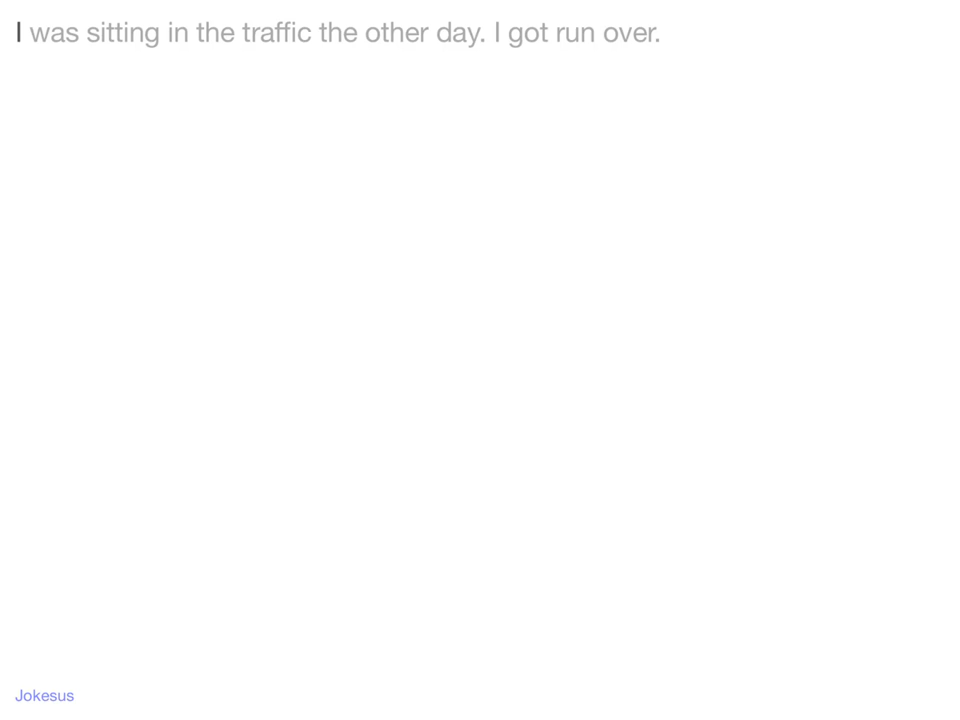 I was sitting in the traffic the other day. I got run over.
Jokesus